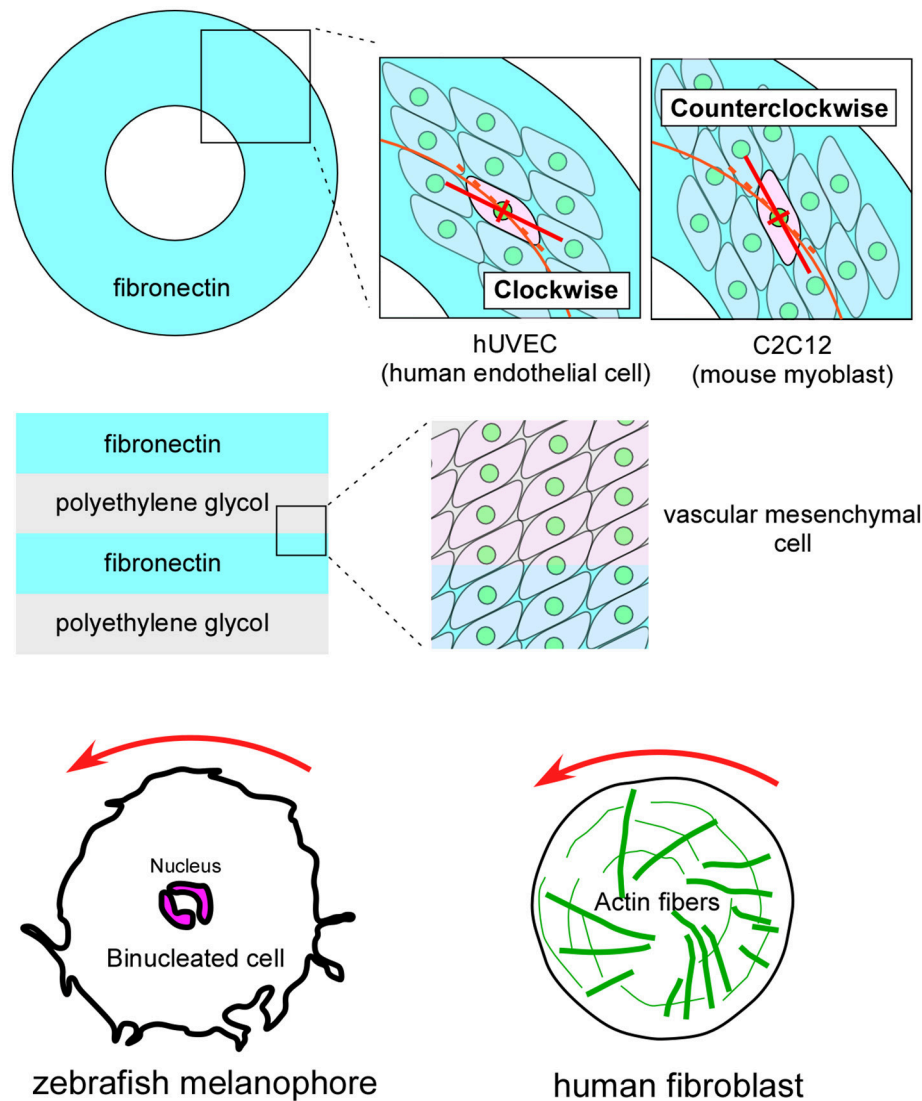 fibronectin
Counterclockwise
Clockwise
hUVEC
(human endothelial cell)
C2C12
(mouse myoblast)
fibronectin
polyethylene glycol
fibronectin
polyethylene glycol
vascular mesenchymal
cell
Nucleus
Binucleated cell
zebrafish melanophore
Actin fibers
human fibroblast